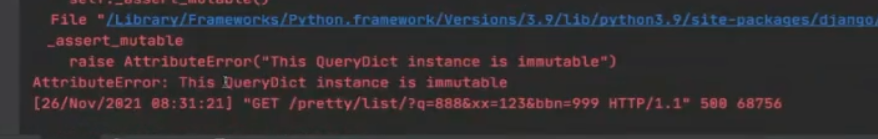 self._assert_mutable()
File "/Library/Frameworks/Python.framework/Versions/3.9/lib/python3.9/site-packages/django/
_assert_mutable
raise AttributeError("This QueryDict instance is immutable")
AttributeError: This QueryDict instance is immutable
[26/Nov/2021 08:31:21] "GET /pretty/list/?q=888&xx=123&bbn=999 HTTP/1.1" 500 68756